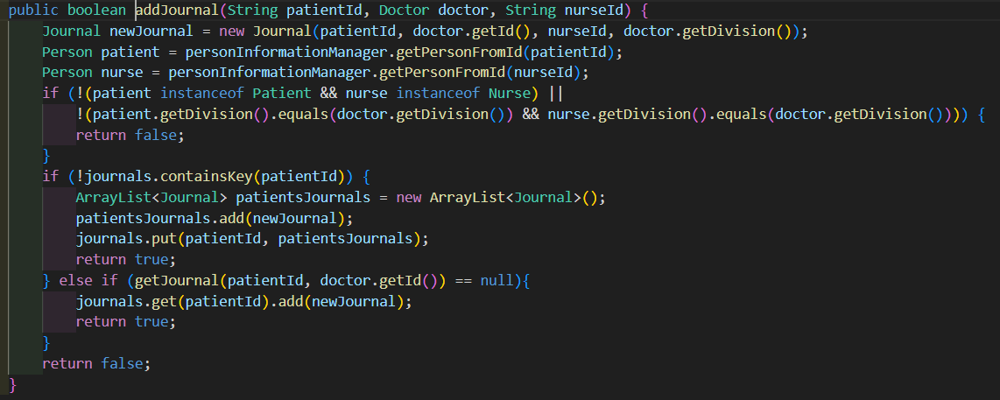 public boolean addJournal(String patientId, Doctor doctor, String nurseId) {
Journal newJournal = new Journal(patientId, doctor.getId(), nurseId, doctor.getDivision());
Person patient = personInformationManager.getPersonFromId(patientId);
Person nurse = personInformationManager.getPersonFromId(nurseId);
if (!(patient instanceof Patient && nurse instanceof Nurse) ||
!(patient.getDivision().equals(doctor.getDivision()) && nurse.getDivision().equals(doctor.getDivision()))) {
return false;
}
if (!journals.containsKey(patientId)) {
ArrayList<Journal> patientsJournals = new ArrayList<Journal>();
patientsJournals.add(newJournal);
journals.put(patientId, patientsJournals);
return true;
} else if (getJournal(patientId, doctor.getId()) == null){
journals.get(patientId).add(newJournal);
return true;
}
return false;
}